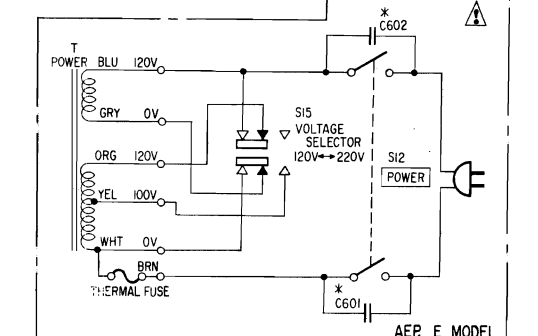 * C602
T
POWER
BLU 120V
GRY 0V
S15
VOLTAGE
SELECTOR
120V↔220V
ORG 120V
S12
POWER
YEL 100V
WHT 0V
BRN
THERMAL FUSE
* C601
AEP, E MODEL